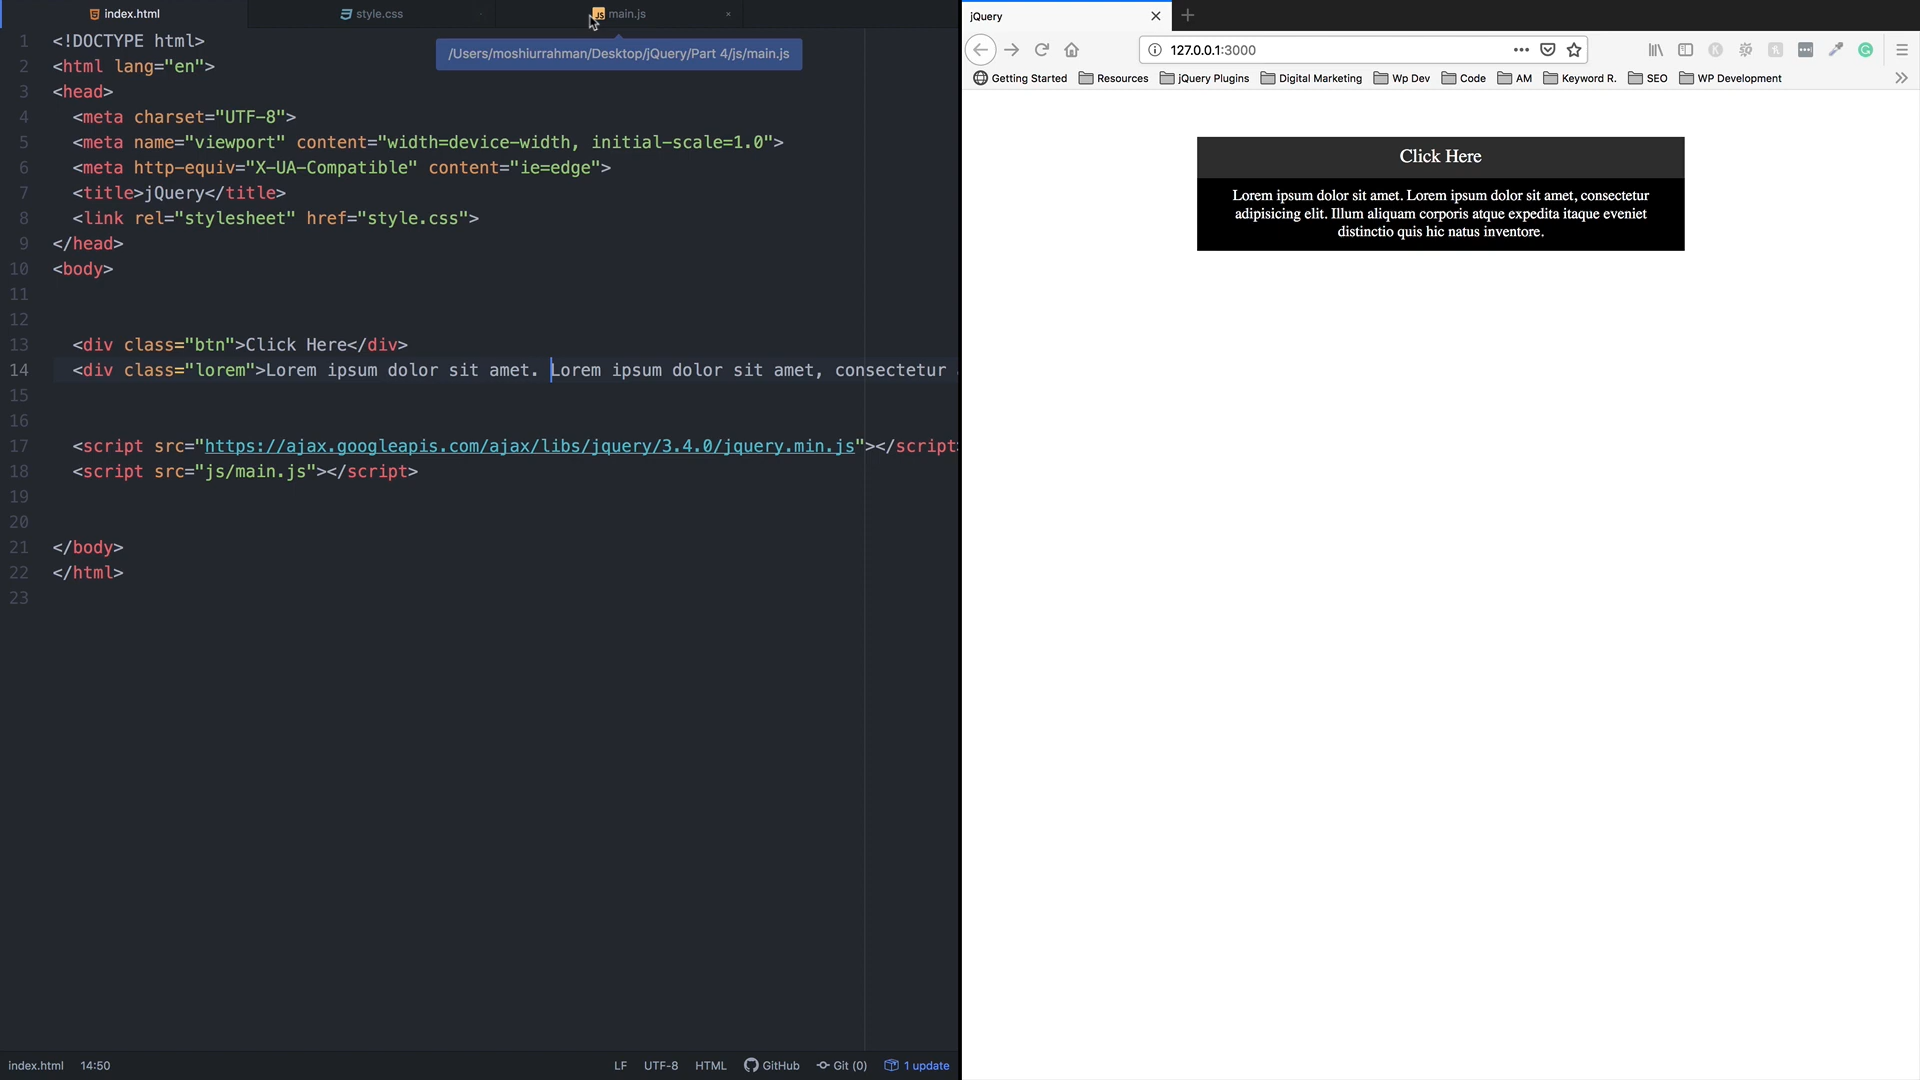 index.html
style.css
main.js
/Users/moshiurrahman/Desktop/jQuery/Part 4/js/main.js
1 <!DOCTYPE html>
2 <html lang="en">
3 <head>
4 <meta charset="UTF-8">
5 <meta name="viewport" content="width=device-width, initial-scale=1.0">
6 <meta http-equiv="X-UA-Compatible" content="ie=edge">
7 <title>jQuery</title>
8 <link rel="stylesheet" href="style.css">
9 </head>
10 <body>
11
12
13 <div class="btn">Click Here</div>
14 <div class="lorem">Lorem ipsum dolor sit amet. Lorem ipsum dolor sit amet, consectetur
15
16
17 <script src="https://ajax.googleapis.com/ajax/libs/jquery/3.4.0/jquery.min.js"></script
18 <script src="js/main.js"></script>
19
20
21 </body>
22 </html>
23
index.html 14:50 LF UTF-8 HTML GitHub Git (0) 1 update
jQuery
127.0.0.1:3000
Getting Started Resources jQuery Plugins Digital Marketing Wp Dev Code AM Keyword R. SEO WP Development
Click Here
Lorem ipsum dolor sit amet. Lorem ipsum dolor sit amet, consectetur
adipisicing elit. Illum aliquam corporis atque expedita itaque eveniet
distinctio quis hic natus inventore.